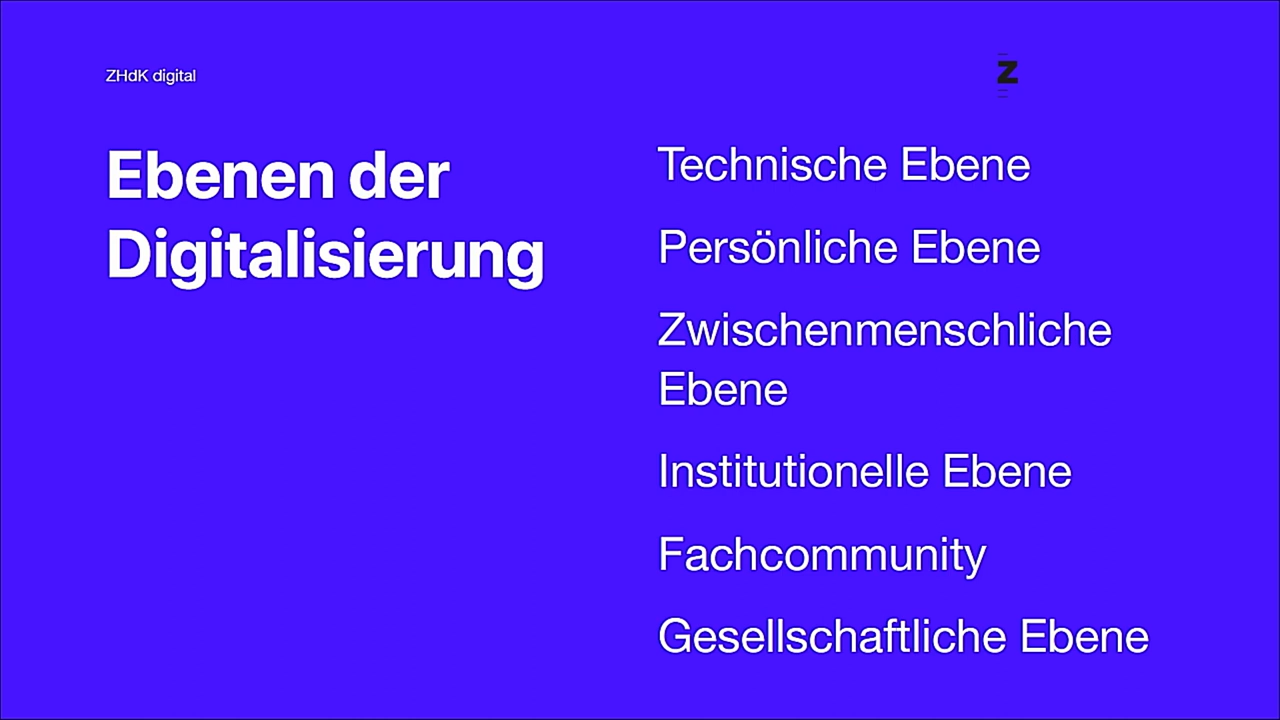 ZHdK digital
Z
Ebenen der
Digitalisierung
Technische Ebene
Persönliche Ebene
Zwischenmenschliche
Ebene
Institutionelle Ebene
Fachcommunity
Gesellschaftliche Ebene